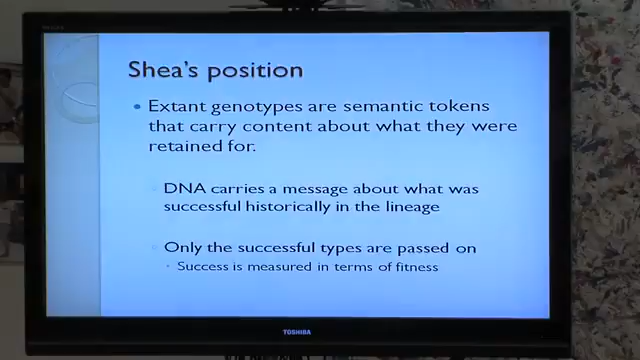 Shea's position
Extant genotypes are semantic tokens
that carry content about what they were
retained for.
DNA carries a message about what was
successful historically in the lineage
Only the successful types are passed on
Success is measured in terms of fitness
TOSHIBA